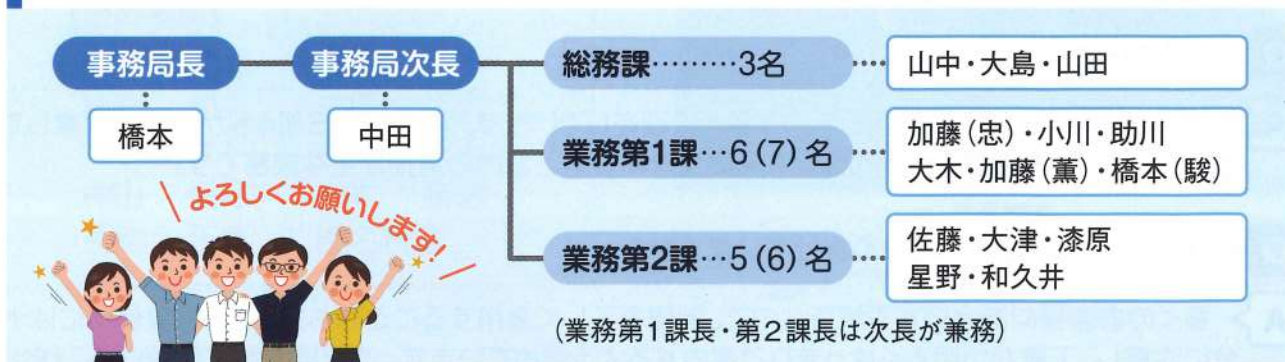 事務局長
橋本
事務局次長
中田
総務課………3名
山中・大島・山田
業務第1課…6(7)名
加藤(忠)・小川・助川
大木・加藤(薫)・橋本(駿)
業務第2課…5(6)名
佐藤・大津・漆原
星野・和久井
(業務第1課長・第2課長は次長が兼務)
よろしくお願いします!